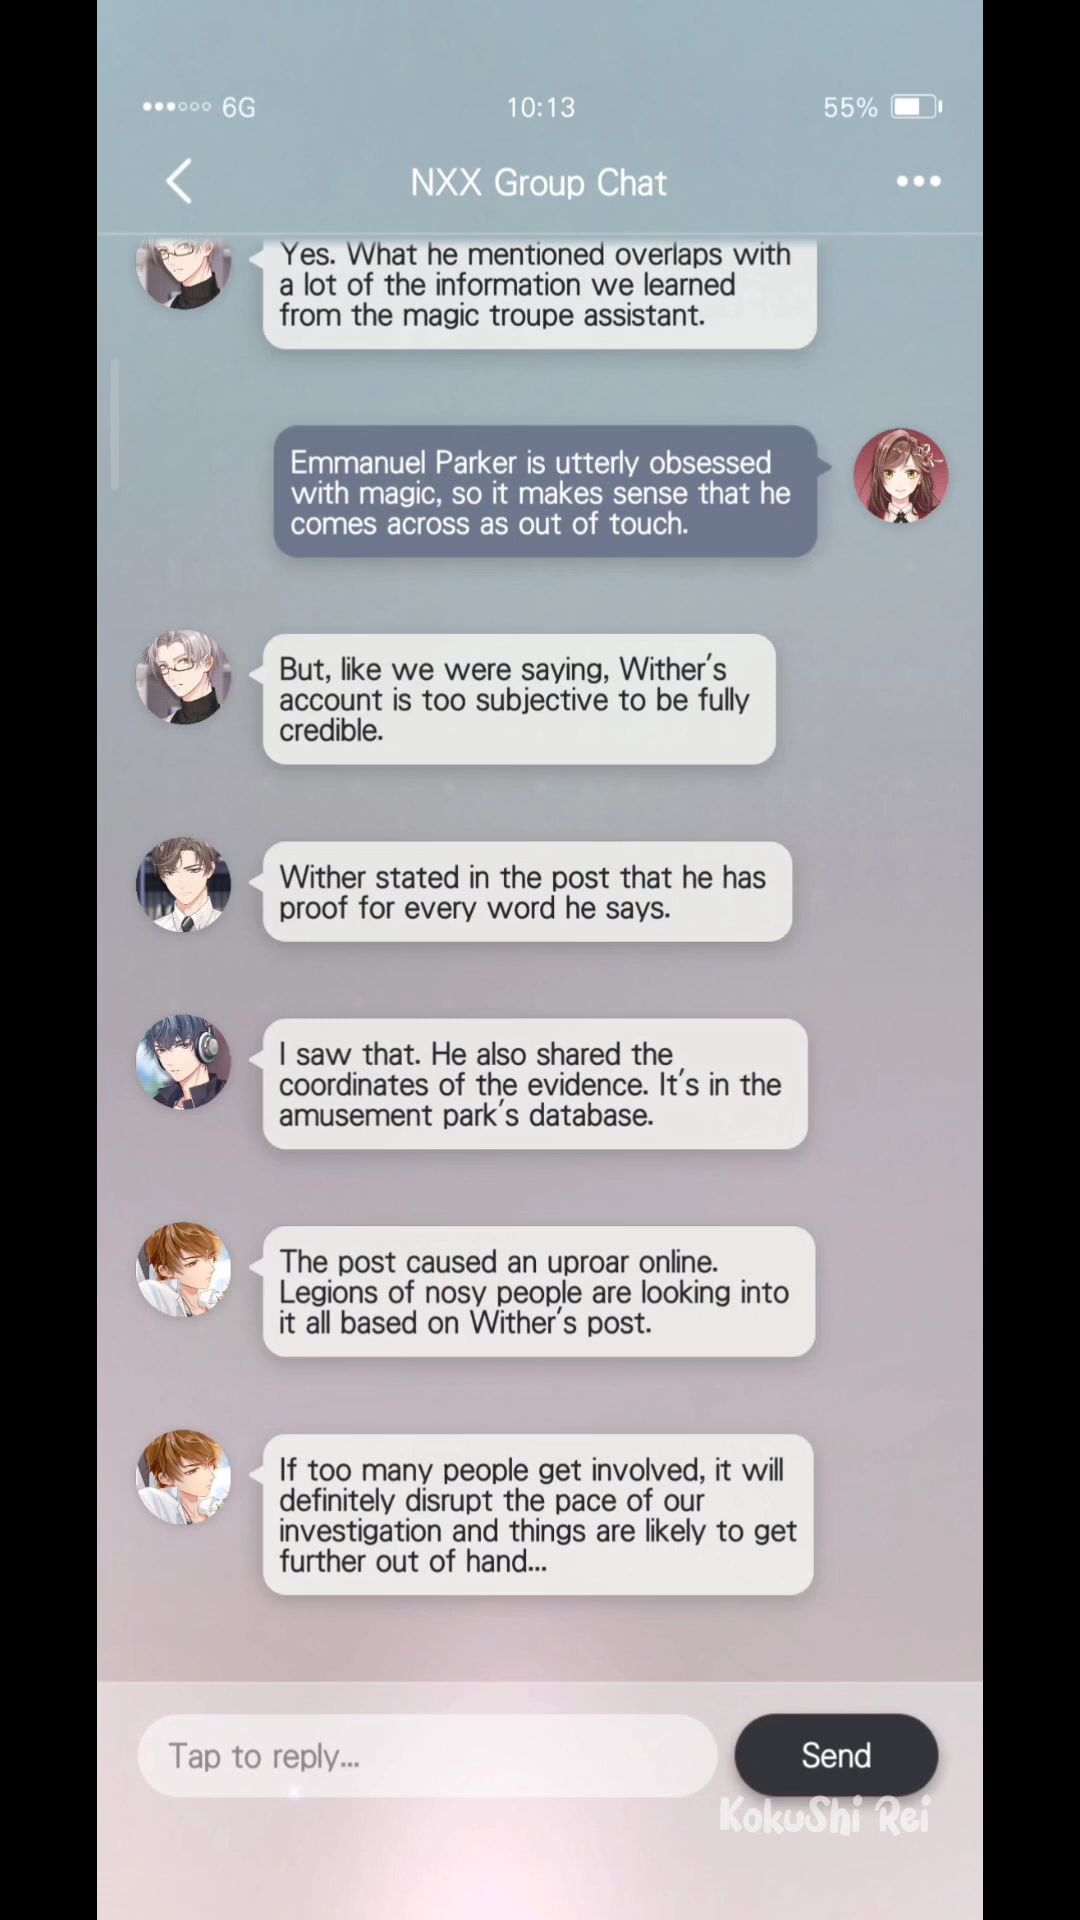 6G
10:13
55%
NXX Group Chat
Yes. What he mentioned overlaps with
a lot of the information we learned
from the magic troupe assistant.
Emmanuel Parker is utterly obsessed
with magic, so it makes sense that he
comes across as out of touch.
But, like we were saying, Wither's
account is too subjective to be fully
credible.
Wither stated in the post that he has
proof for every word he says.
I saw that. He also shared the
coordinates of the evidence. It's in the
amusement park's database.
The post caused an uproar online.
Legions of nosy people are looking into
it all based on Wither's post.
If too many people get involved, it will
definitely disrupt the pace of our
investigation and things are likely to get
further out of hand...
Tap to reply...
Send
KokuShi Rei